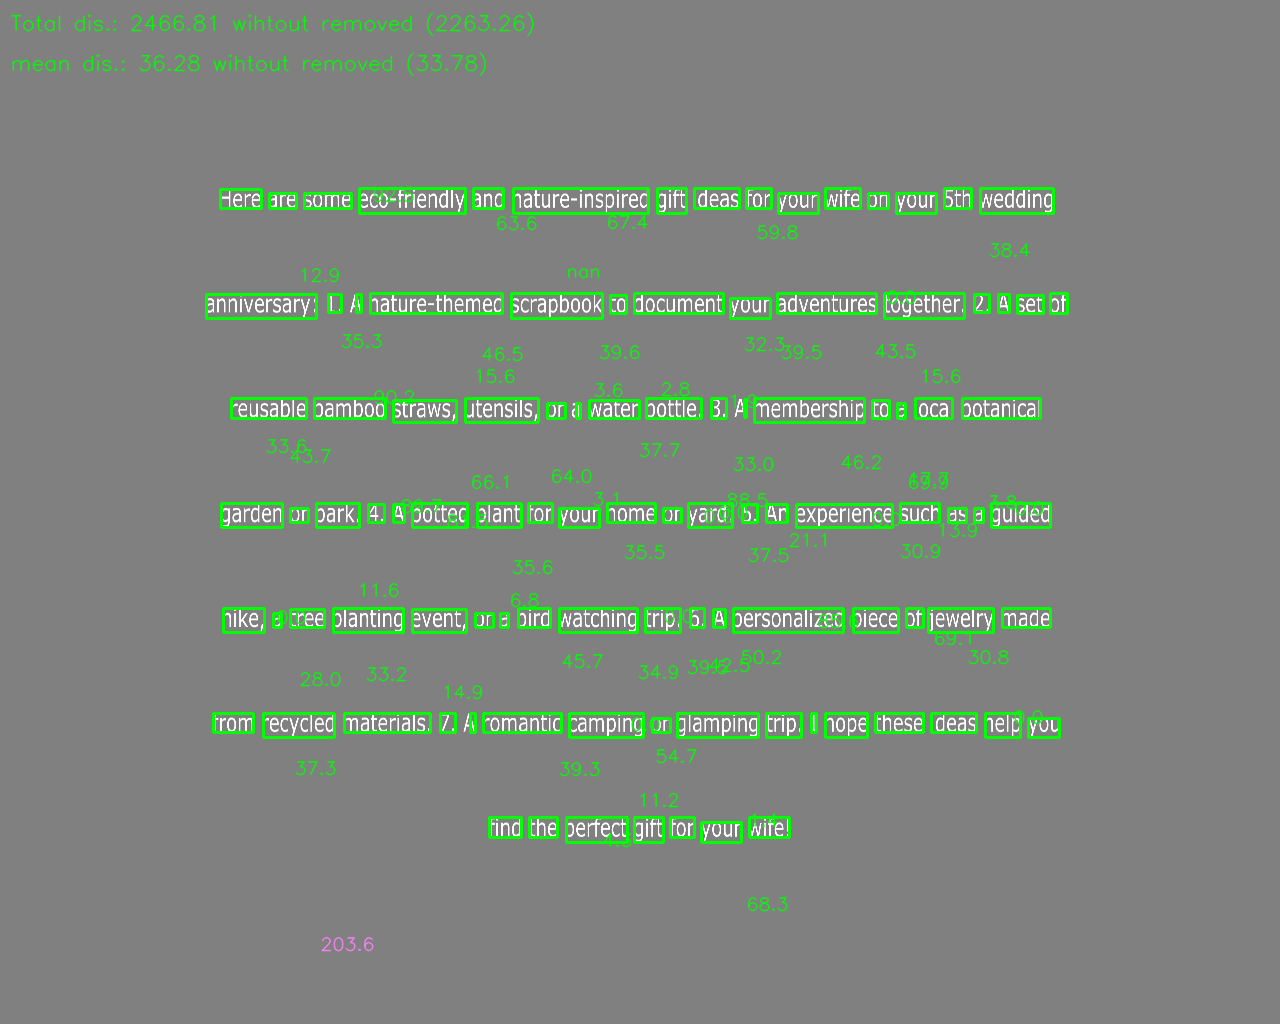 Total dis.: 2466.81 wihtout removed (2263.26)
mean dis.: 36.28 wihtout removed (33.78)
Here are some eco-friendly and nature-inspired gift ideas for your wife on your 5th wedding
63.6 67.4 59.8 38.4
12.9 nan
anniversary: 1. A nature-themed scrapbook to document your adventures together. 2. A set of
35.3 46.5 39.6 32.3 39.5 43.5
15.6 3.6 2.8 15.6
reusable bamboo straws, utensils, or a water bottle. 3. A membership to a local botanical
33.6 43.7 37.7 33.0 46.2
66.1 64.0
garden or park. 4. A potted plant for your home or yard. 5. An experience such as a guided
35.6 35.5 37.5 21.1 30.9 13.9
11.6 6.8
hike, a tree planting event, or a bird watching trip. 6. A personalized piece of jewelry made
28.0 33.2 14.9 45.7 34.9 50.2 69.1 30.8
from recycled materials. 7. A romantic camping or glamping trip. I hope these ideas help you
37.3 39.3 54.7
11.2
find the perfect gift for your wife!
68.3
203.6